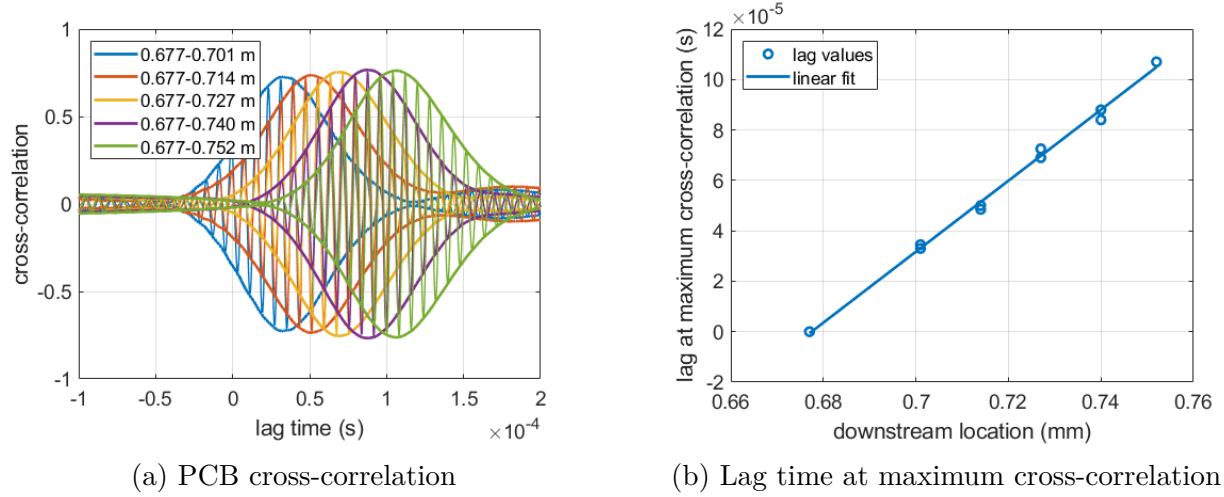 1
0.5
0
-0.5
-1
cross-correlation
0.677-0.701 m
0.677-0.714 m
0.677-0.727 m
0.677-0.740 m
0.677-0.752 m
-1 -0.5 0 0.5 1 1.5 2
lag time (s)
×10⁻⁴
(a) PCB cross-correlation
×10⁻⁵
12
10
8
6
4
2
0
-2
lag at maximum cross-correlation (s)
lag values
linear fit
0.66 0.68 0.7 0.72 0.74 0.76
downstream location (mm)
(b) Lag time at maximum cross-correlation